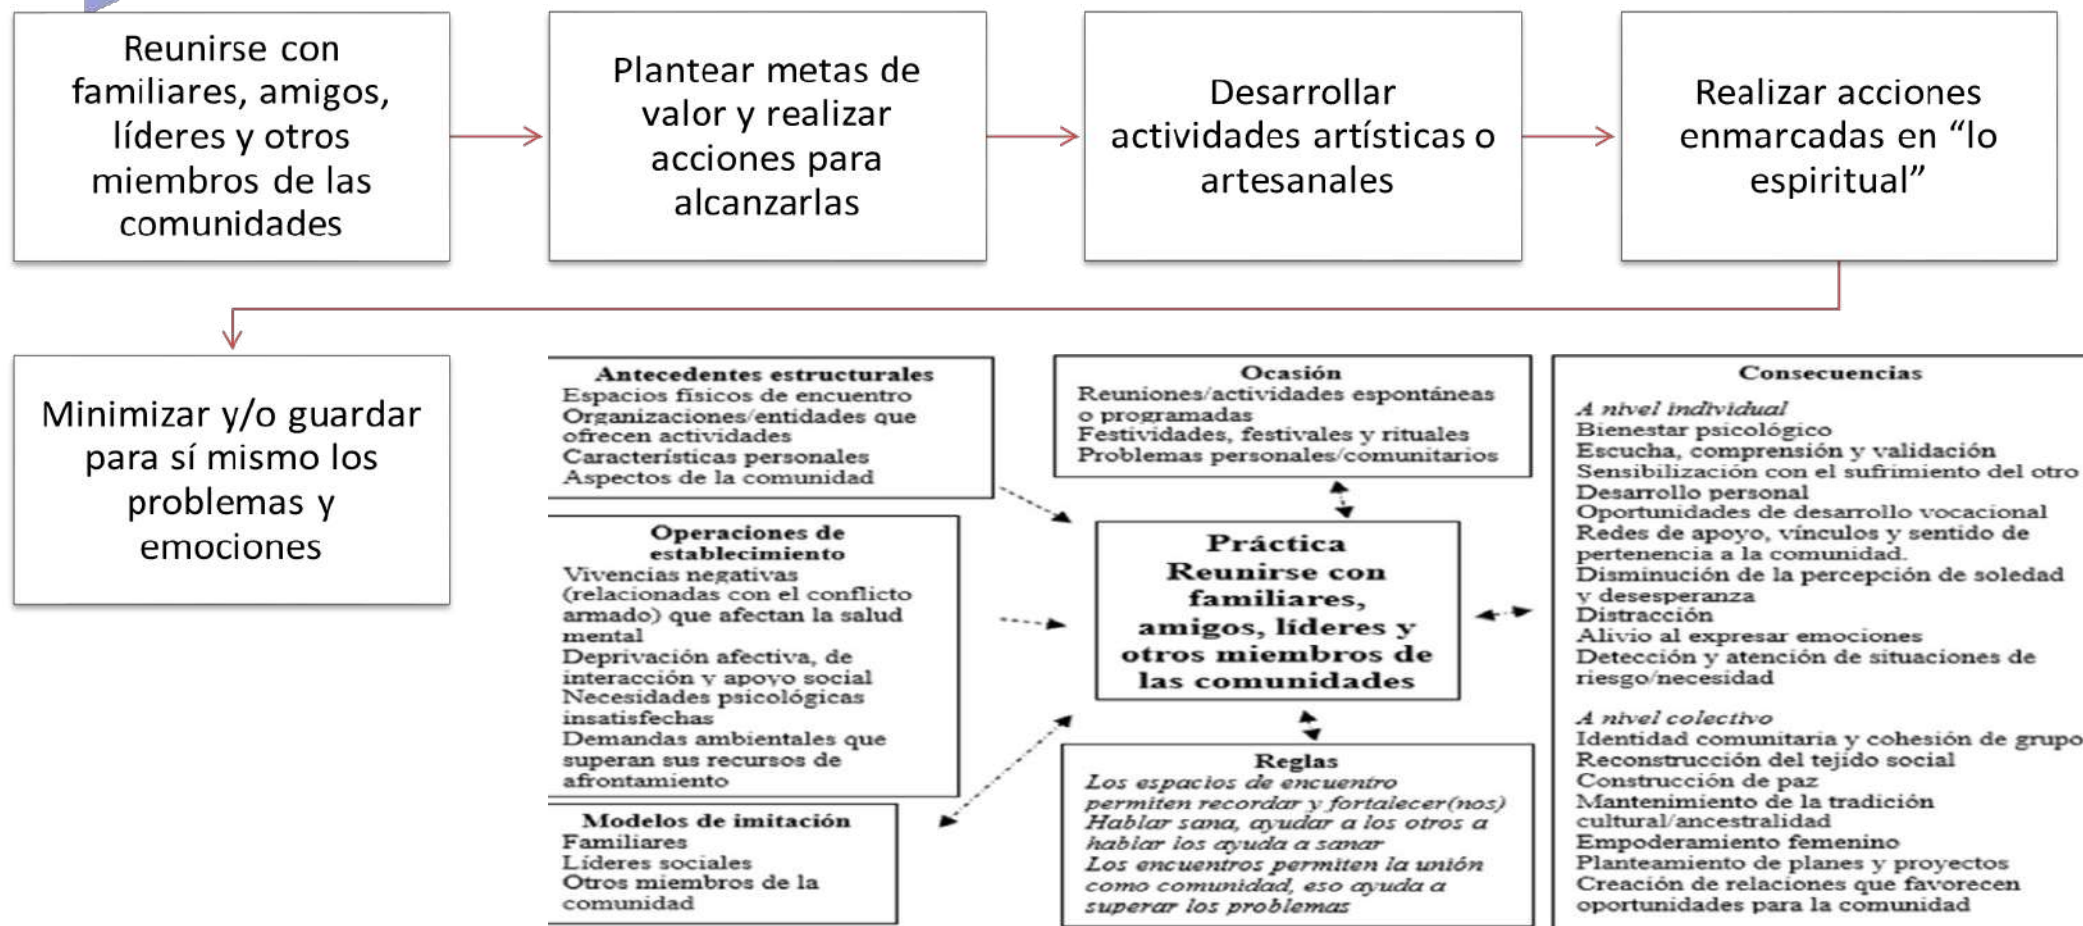 Reunirse con
familiares, amigos,
líderes y otros
miembros de las
comunidades
Plantear metas de
valor y realizar
acciones para
alcanzarlas
Desarrollar
actividades artísticas o
artesanales
Realizar acciones
enmarcadas en “lo
espiritual”
Minimizar y/o guardar
para sí mismo los
problemas y
emociones
Antecedentes estructurales
Espacios físicos de encuentro
Organizaciones/entidades que
ofrecen actividades
Características personales
Aspectos de la comunidad
Operaciones de
establecimiento
Vivencias negativas
(relacionadas con el conflicto
armado) que afectan la salud
mental
Deprivación afectiva, de
interacción y apoyo social
Necesidades psicológicas
insatisfechas
Demandas ambientales que
superan sus recursos de
afrontamiento
Modelos de imitación
Familiares
Líderes sociales
Otros miembros de la
comunidad
Ocasión
Reuniones/actividades espontáneas
o programadas
Festividades, festivales y rituales
Problemas personales/comunitarios
Práctica
Reunirse con
familiares,
amigos, líderes y
otros miembros de
las comunidades
Reglas
Los espacios de encuentro
permiten recordar y fortalecer(nos)
Hablar sana, ayudar a los otros a
hablar los ayuda a sanar
Los encuentros permiten la unión
como comunidad, eso ayuda a
superar los problemas
Consecuencias
A nivel individual
Bienestar psicológico
Escucha, comprensión y validación
Sensibilización con el sufrimiento del otro
Desarrollo personal
Oportunidades de desarrollo vocacional
Redes de apoyo, vínculos y sentido de
pertenencia a la comunidad.
Disminución de la percepción de soledad
y desesperanza
Distracción
Alivio al expresar emociones
Detección y atención de situaciones de
riesgo/necesidad
A nivel colectivo
Identidad comunitaria y cohesión de grupo
Reconstrucción del tejido social
Construcción de paz
Mantenimiento de la tradición
cultural/ancestralidad
Empoderamiento femenino
Planteamiento de planes y proyectos
Creación de relaciones que favorecen
oportunidades para la comunidad